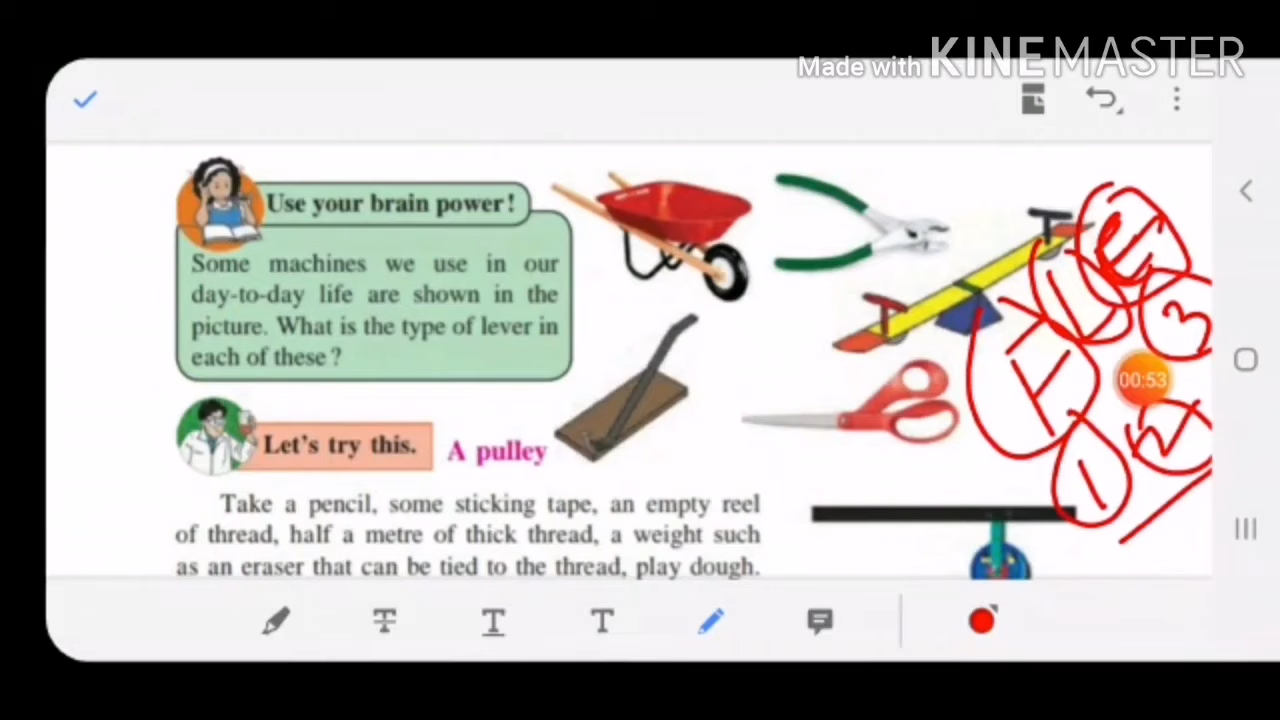 Made with KINEMASTER
Use your brain power!
Some machines we use in our
day-to-day life are shown in the
picture. What is the type of lever in
each of these ?
Let's try this.
A pulley
Take a pencil, some sticking tape, an empty reel
of thread, half a metre of thick thread, a weight such
as an eraser that can be tied to the thread, play dough.
F
L
E
3
00:53
1
2
T
T
T